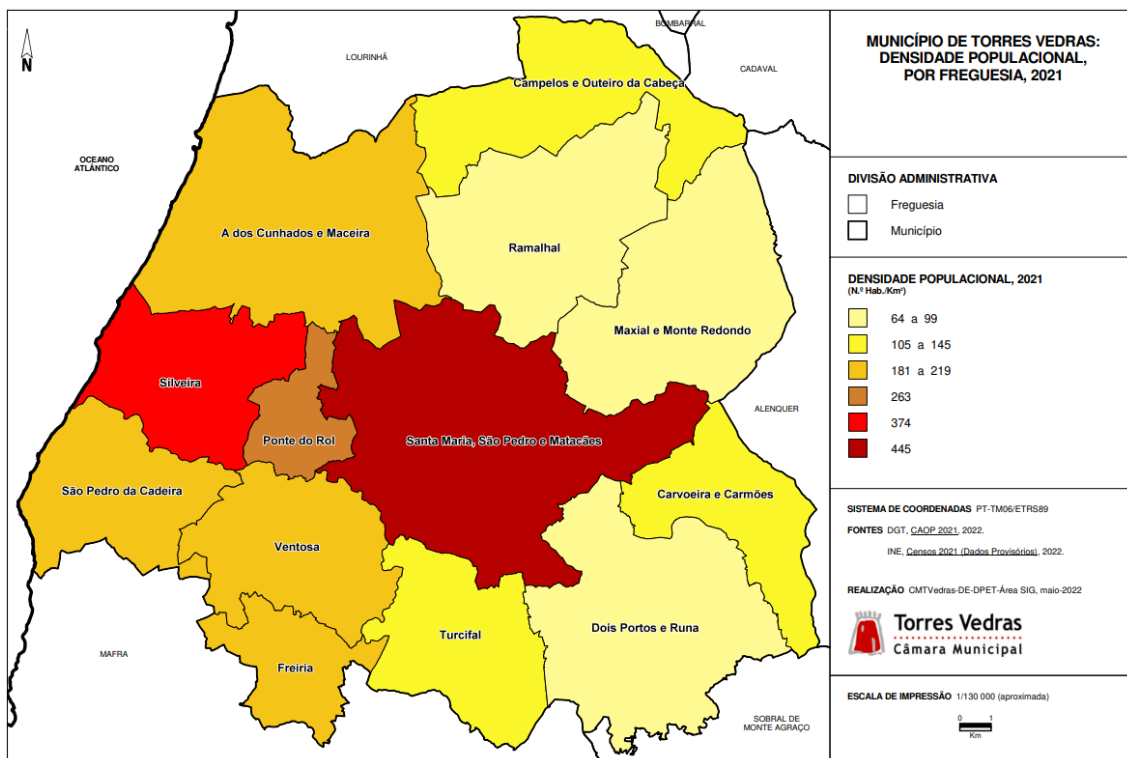 N
BOMBARRAL
LOURINHÃ
CADAVAL
Campelos e Outeiro da Cabeça
OCEANO
ATLÂNTICO
A dos Cunhados e Maceira
Ramalhal
Maxial e Monte Redondo
Silveira
ALENQUER
Ponte do Rol
Santa Maria, São Pedro e Matacães
São Pedro da Cadeira
Carvoeira e Carmões
Ventosa
Turcifal
Dois Portos e Runa
MAFRA
Freiria
SOBRAL DE
MONTE AGRAÇO
MUNICÍPIO DE TORRES VEDRAS:
DENSIDADE POPULACIONAL,
POR FREGUESIA, 2021
DIVISÃO ADMINISTRATIVA
Freguesia
Município
DENSIDADE POPULACIONAL, 2021
(N.º Hab./Km²)
64 a 99
105 a 145
181 a 219
263
374
445
SISTEMA DE COORDENADAS PT-TM06/ETRS89
FONTES DGT, CAOP 2021, 2022.
INE, Censos 2021 (Dados Provisórios), 2022.
REALIZAÇÃO CMTVedras-DE-DPET-Área SIG, maio-2022
Torres Vedras
Câmara Municipal
ESCALA DE IMPRESSÃO 1/130 000 (aproximada)
0 1
Km